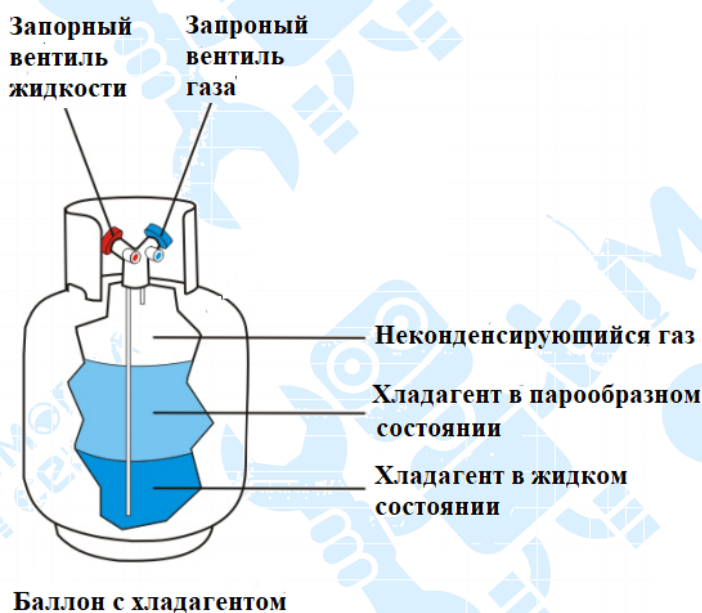 Запорный
вентиль
жидкости
Запроный
вентиль
газа
Неконденсирующийся газ
Хладагент в парообразном
состоянии
Хладагент в жидком
состоянии
Баллон с хладагентом